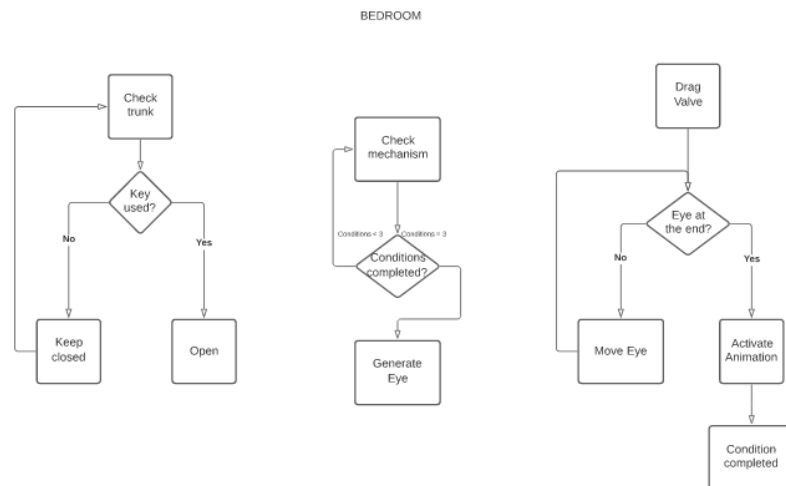 BEDROOM
Check
trunk
Key
used?
No
Yes
Keep
closed
Open
Check
mechanism
Conditions < 3
Conditions = 3
Conditions
completed?
Generate
Eye
Drag
Valve
Eye at
the end?
No
Yes
Move Eye
Activate
Animation
Condition
completed